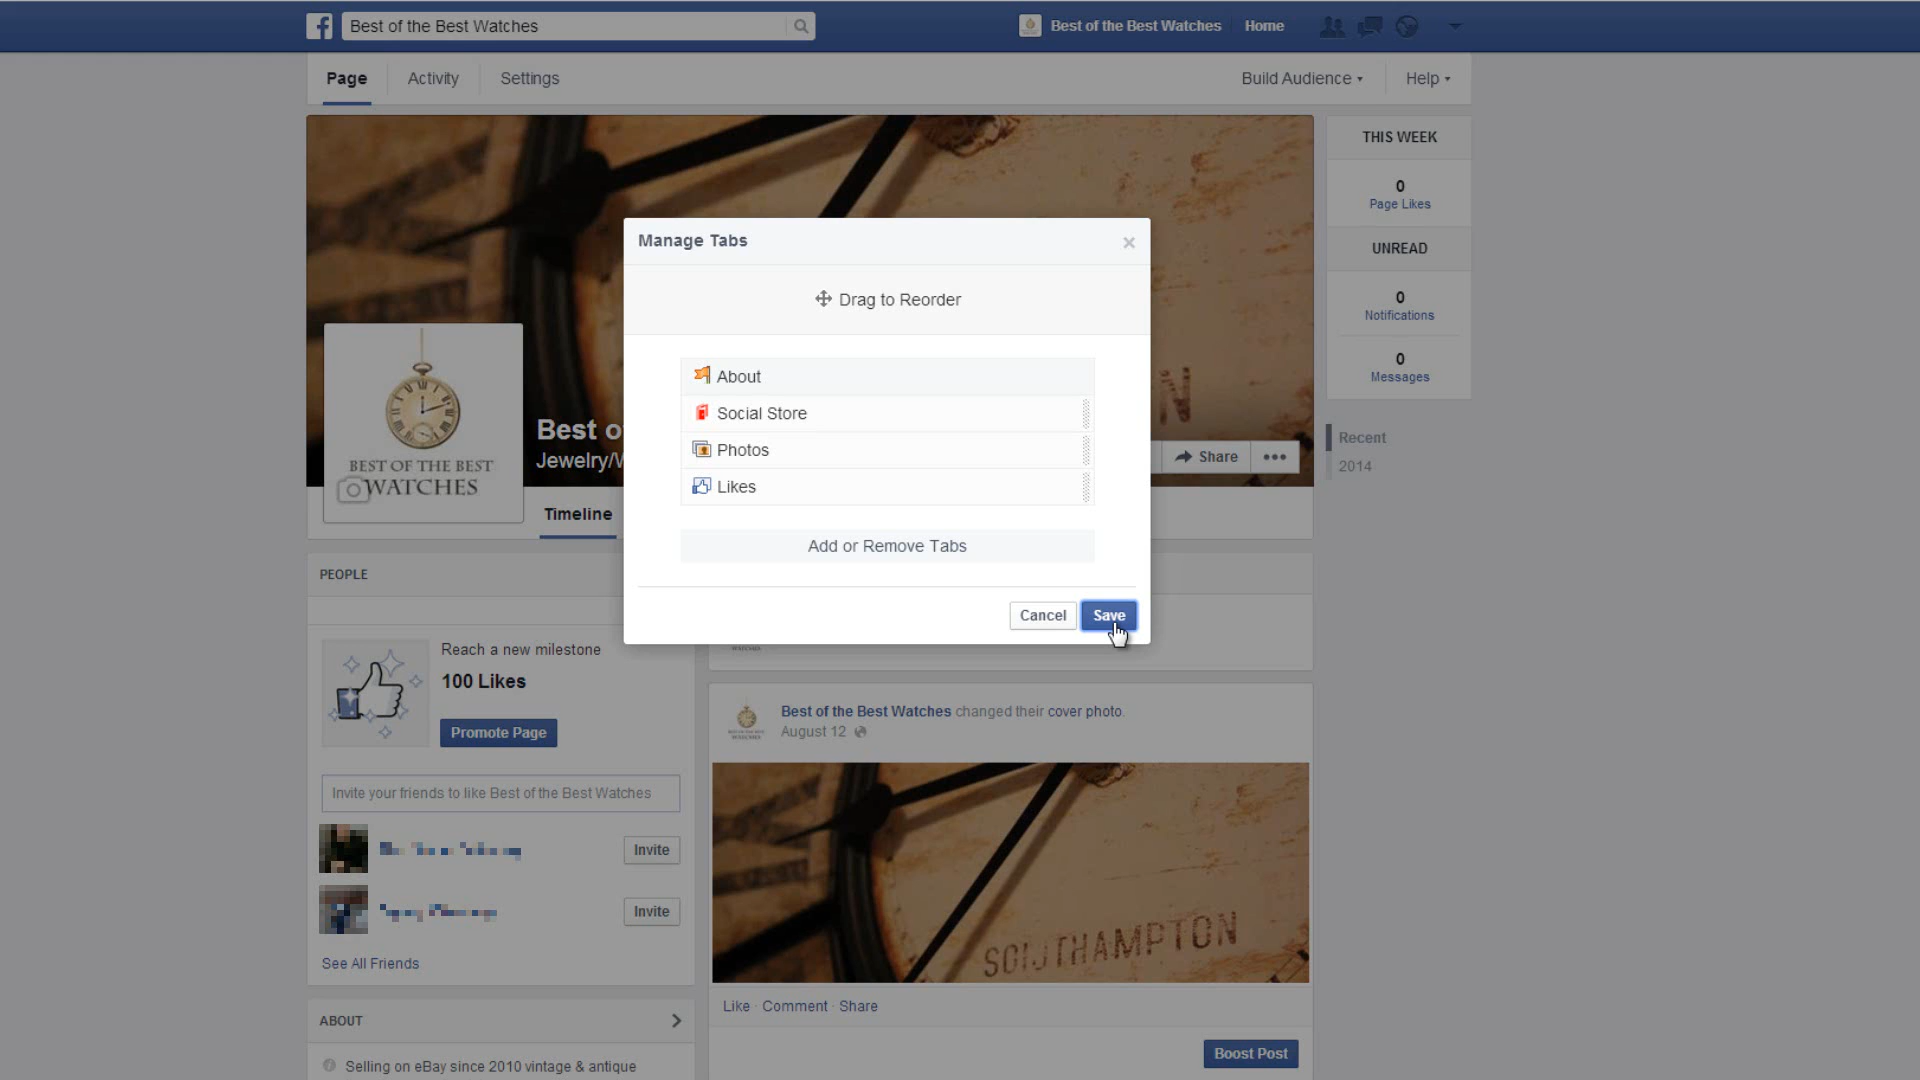 Best of the Best Watches
Best of the Best Watches Home
Page Activity Settings Build Audience Help
THIS WEEK
0
Page Likes
UNREAD
0
Notifications
0
Messages
Recent
2014
Manage Tabs
Drag to Reorder
About
Social Store
Photos
Likes
Add or Remove Tabs
Cancel Save
BEST OF THE BEST
WATCHES
Best o
Jewelry/W
Share
Timeline
PEOPLE
Reach a new milestone
100 Likes
Promote Page
Invite your friends to like Best of the Best Watches
Invite
Invite
See All Friends
ABOUT
Selling on eBay since 2010 vintage & antique
Best of the Best Watches changed their cover photo.
August 12
SOUTHAMPTON
Like · Comment · Share
Boost Post